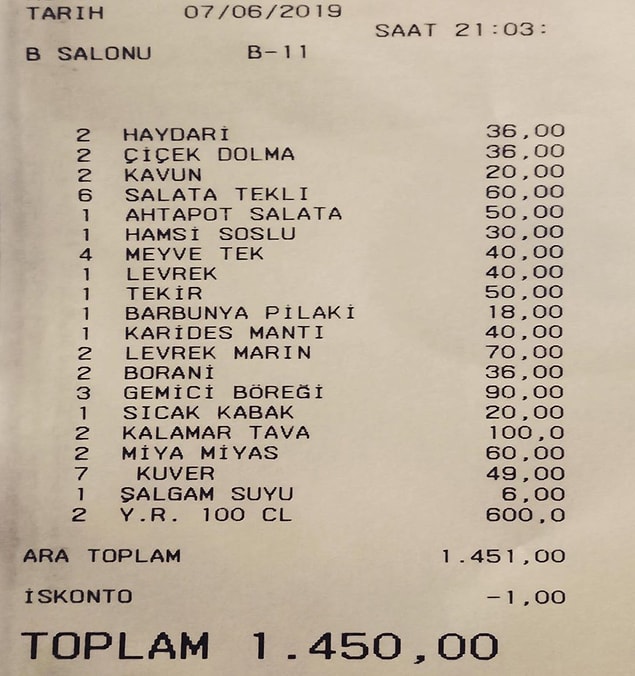 TARIH 07/06/2019
SAAT 21:03:
B SALONU B-11
2 HAYDARİ 36,00
2 ÇİÇEK DOLMA 36,00
2 KAVUN 20,00
6 SALATA TEKLI 60,00
1 AHTAPOT SALATA 50,00
1 HAMSİ SOSLU 30,00
4 MEYVE TEK 40,00
1 LEVREK 40,00
1 TEKİR 50,00
1 BARBUNYA PİLAKİ 18,00
1 KARİDES MANTI 40,00
2 LEVREK MARIN 70,00
2 BORANİ 36,00
3 GEMİCİ BÖREĞİ 90,00
1 SICAK KABAK 20,00
2 KALAMAR TAVA 100,0
2 MİYA MİYAS 60,00
7 KUVER 49,00
1 ŞALGAM SUYU 6,00
2 Y.R. 100 CL 600,0
ARA TOPLAM 1.451,00
İSKONTO -1,00
TOPLAM 1.450,00